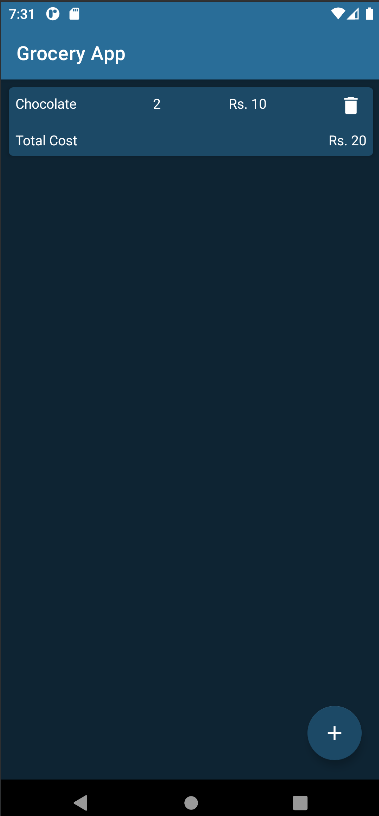 7:31
Grocery App
Chocolate 2 Rs. 10
Total Cost Rs. 20
+